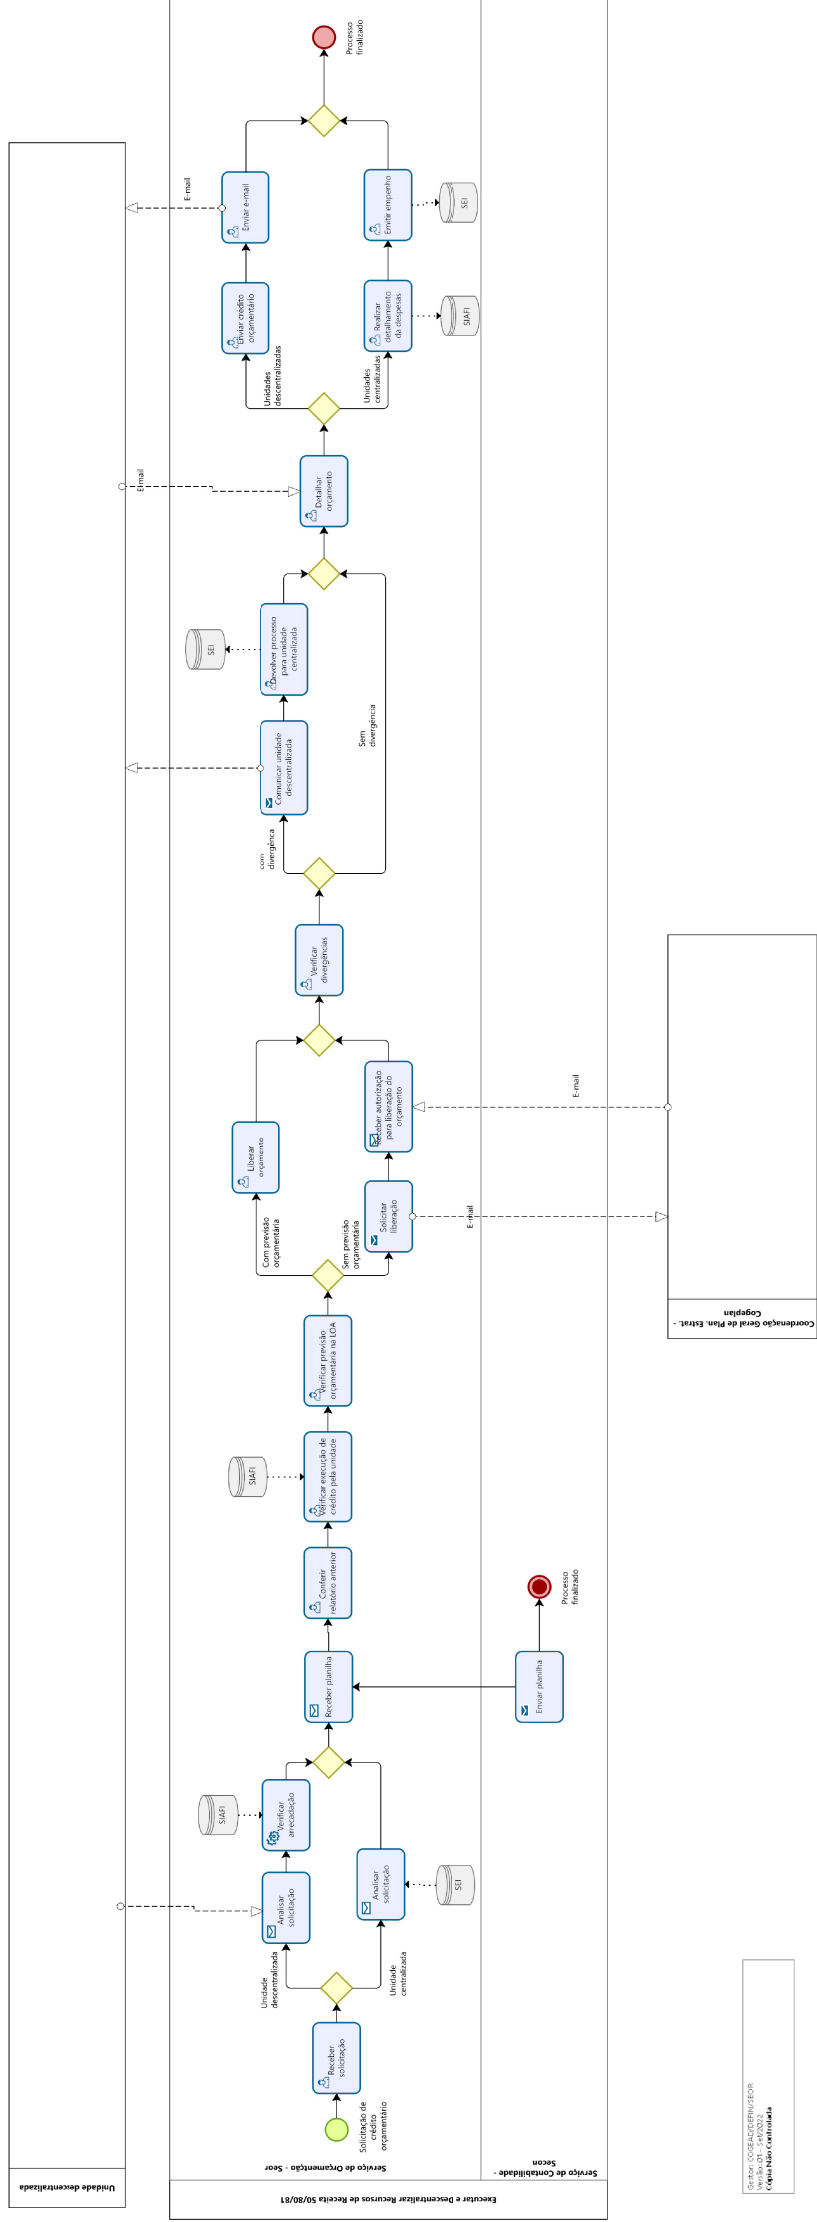 Unidade decentralizada
Executar e Descentralizar Recursos de Receita 50/80/81
Serviço de Orçamentção - Seor
Serviço de Contabilidade -
Secon
Solicitação de
crédito
orçamentário
Receber
solicitação
Unidade
descentralizada
Unidade
centralizada
Analisar
solicitação
Analisar
solicitação
SEI
SIAFI
Verificar
arrecadação
Receber planilha
Enviar planilha
Processo
finalizado
Conferir
relatório anterior
SIAFI
Verificar execução de
crédito pela unidade
Verificar previsão
orçamentária na LOA
Com previsão
orçamentária
Sem previsão
orçamentária
Liberar
orçamento
Solicitar
liberação
E-mail
Receber autorização
para liberação do
orçamento
E-mail
Coordenação Geral de Plan. Estrat. -
Cogeplan
Verificar
divergências
com
divergênca
Sem
divergência
Comunicar unidade
descentralizada
Devolver processo
para unidade
centralizada
SEI
Detalhar
orçamento
E-mail
Unidades
descentralizadas
Unidades
centralizadas
Enviar crédito
orçamentário
Enviar e-mail
E-mail
Realizar
detalhamento
da despesas
SIAFI
Emitir empenho
SEI
Processo
finalizado
Gestor: COGEAD/DEFIN/SEOR
Versão: 01 - Set/2022
Cópia Não Controlada